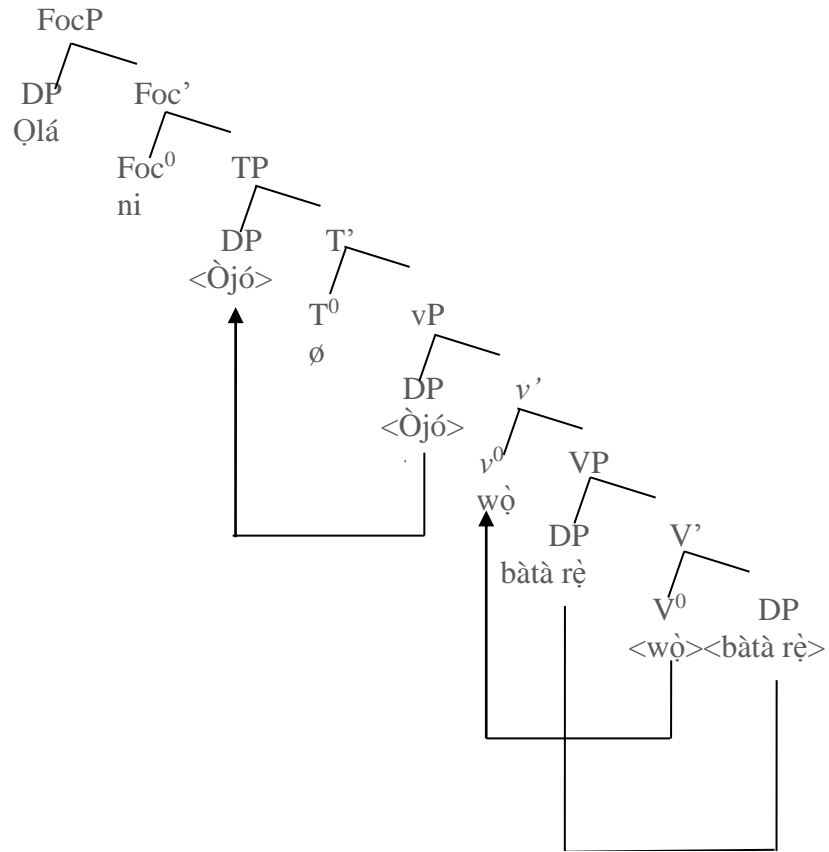 FocP
DP Foc’
Ọlá
Foc⁰ TP
ni
DP T’
<Òjó>
T⁰ vP
ø
DP v’
<Òjó>
v⁰ VP
wọ̀
DP V’
bàtà rẹ̀
V⁰ DP
<wọ̀><bàtà rẹ̀>